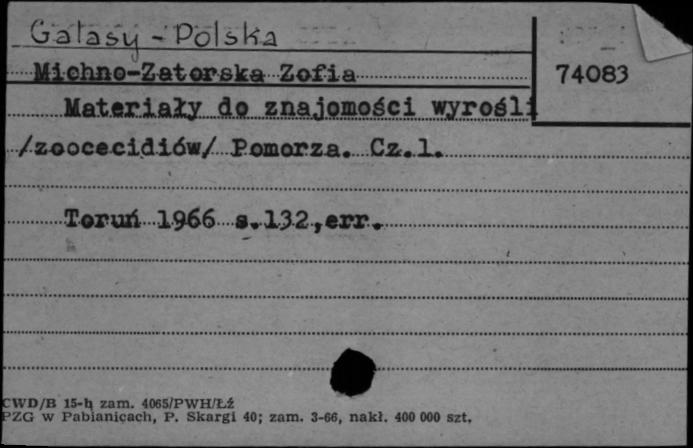 Galasy - Polska
Michno-Zatorska Zofia
74083
Materiały do znajomości wyrośli
/zoocecidiów/ Pomorza. Cz.1.
Toruń 1966 s.132,err.
CWD/B 15-h zam. 4065/PWH/Łź
PZG w Pabianicach, P. Skargi 40; zam. 3-66, nakł. 400 000 szt.